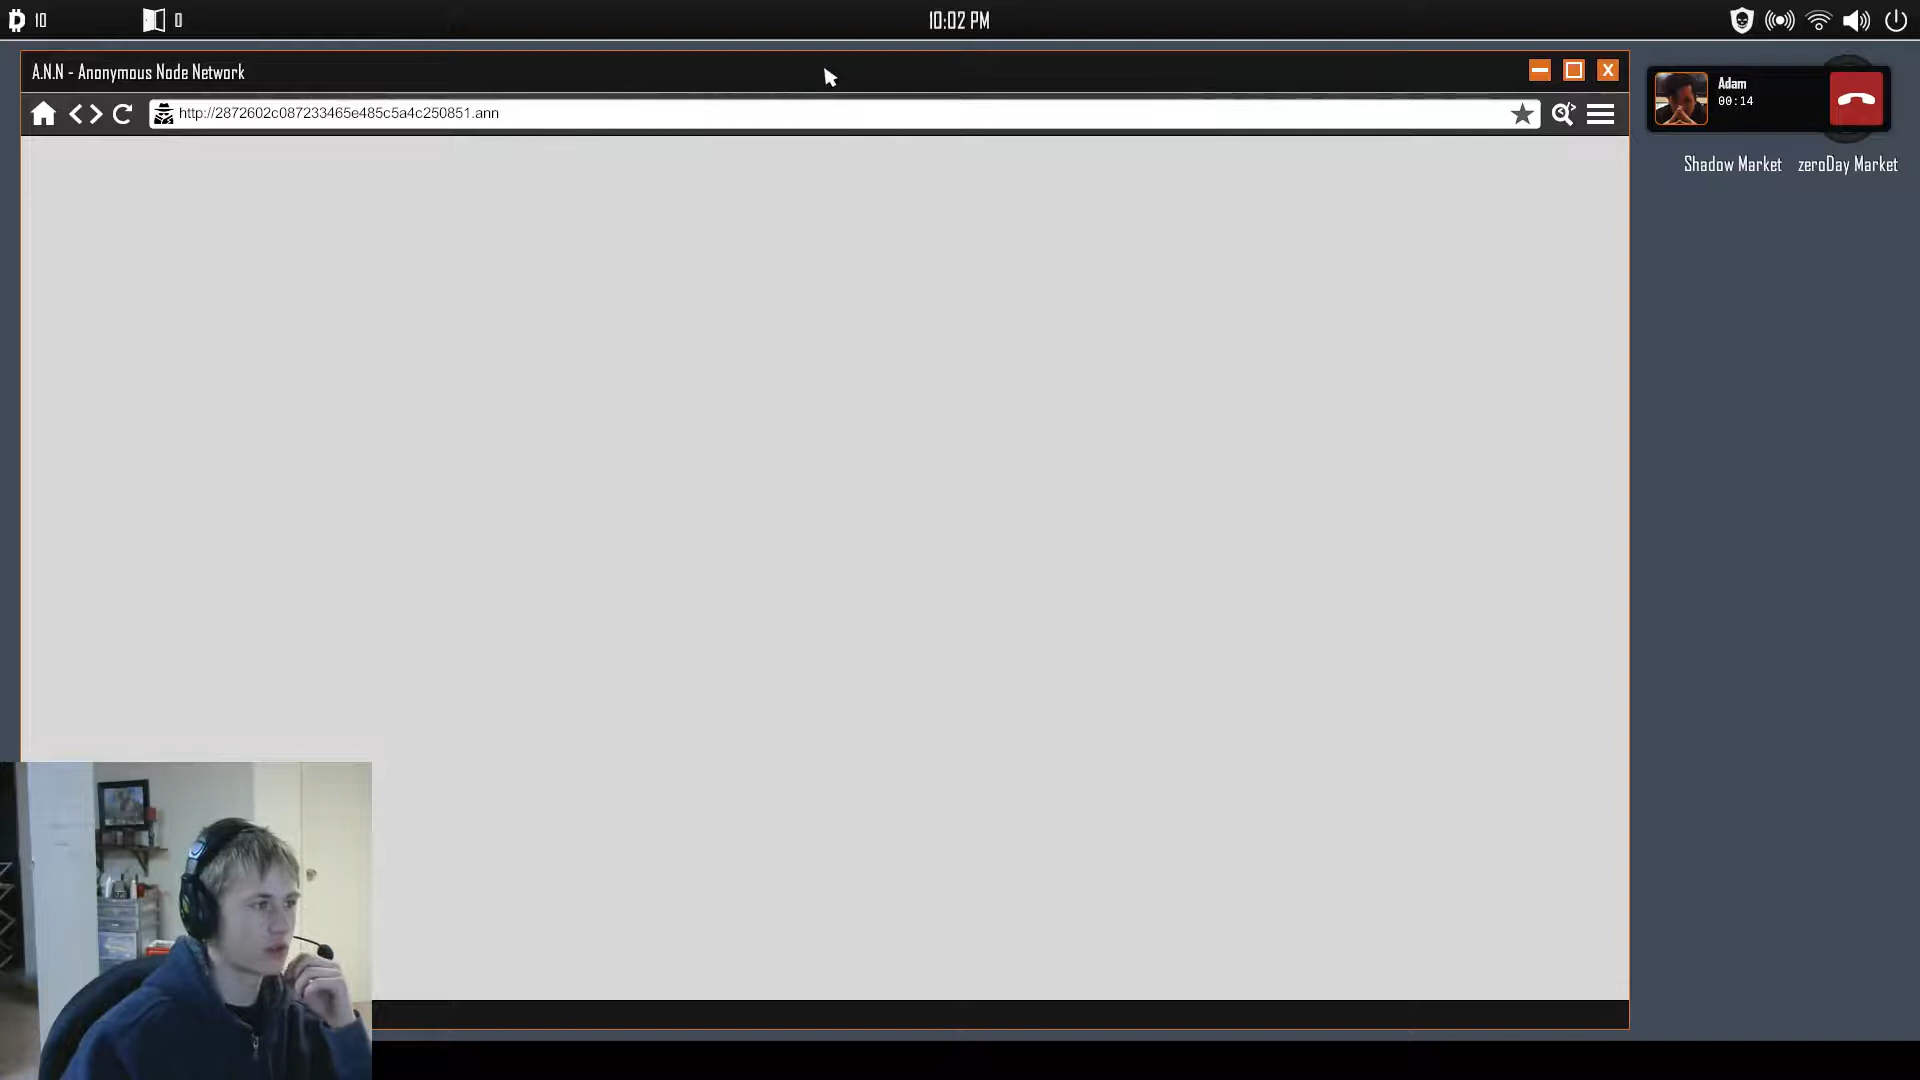 10
0
10:02 PM
A.N.N - Anonymous Node Network
X
http://2872602c087233465e485c5a4c250851.ann
Adam
00:14
Shadow Market
zeroDay Market